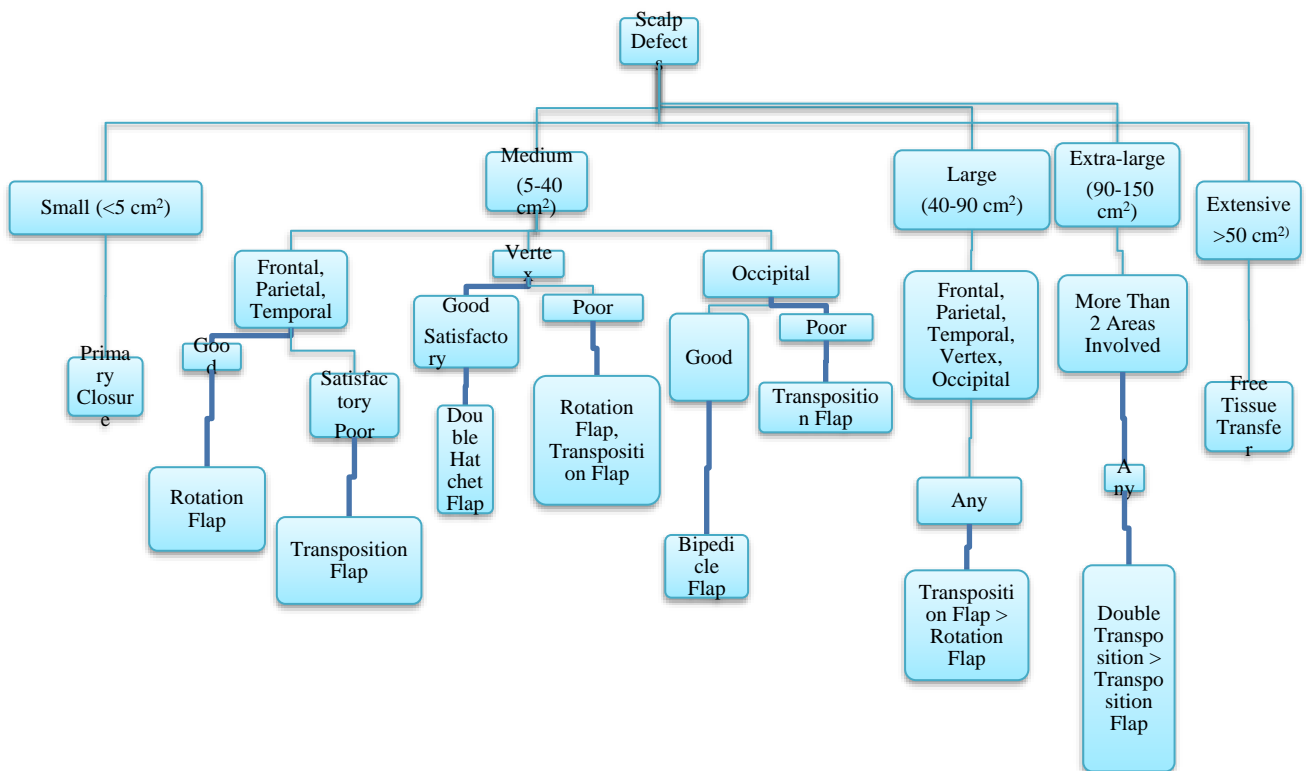 Scalp
Defect
s
Small (<5 cm²)
Medium
(5-40
cm²)
Large
(40-90 cm²)
Extra-large
(90-150
cm²)
Extensive
>50 cm²⁾
Frontal,
Parietal,
Temporal
Verte
x
Occipital
Frontal,
Parietal,
Temporal,
Vertex,
Occipital
More Than
2 Areas
Involved
Prima
ry
Closur
e
Goo
d
Satisfac
tory
Poor
Good
Satisfacto
ry
Poor
Good
Poor
Free
Tissue
Transfe
r
Rotation
Flap
Transposition
Flap
Dou
ble
Hat
chet
Flap
Rotation
Flap,
Transpositi
on Flap
Bipedi
cle
Flap
Transpositio
n Flap
Any
A
ny
Transpositi
on Flap >
Rotation
Flap
Double
Transpo
sition >
Transpo
sition
Flap